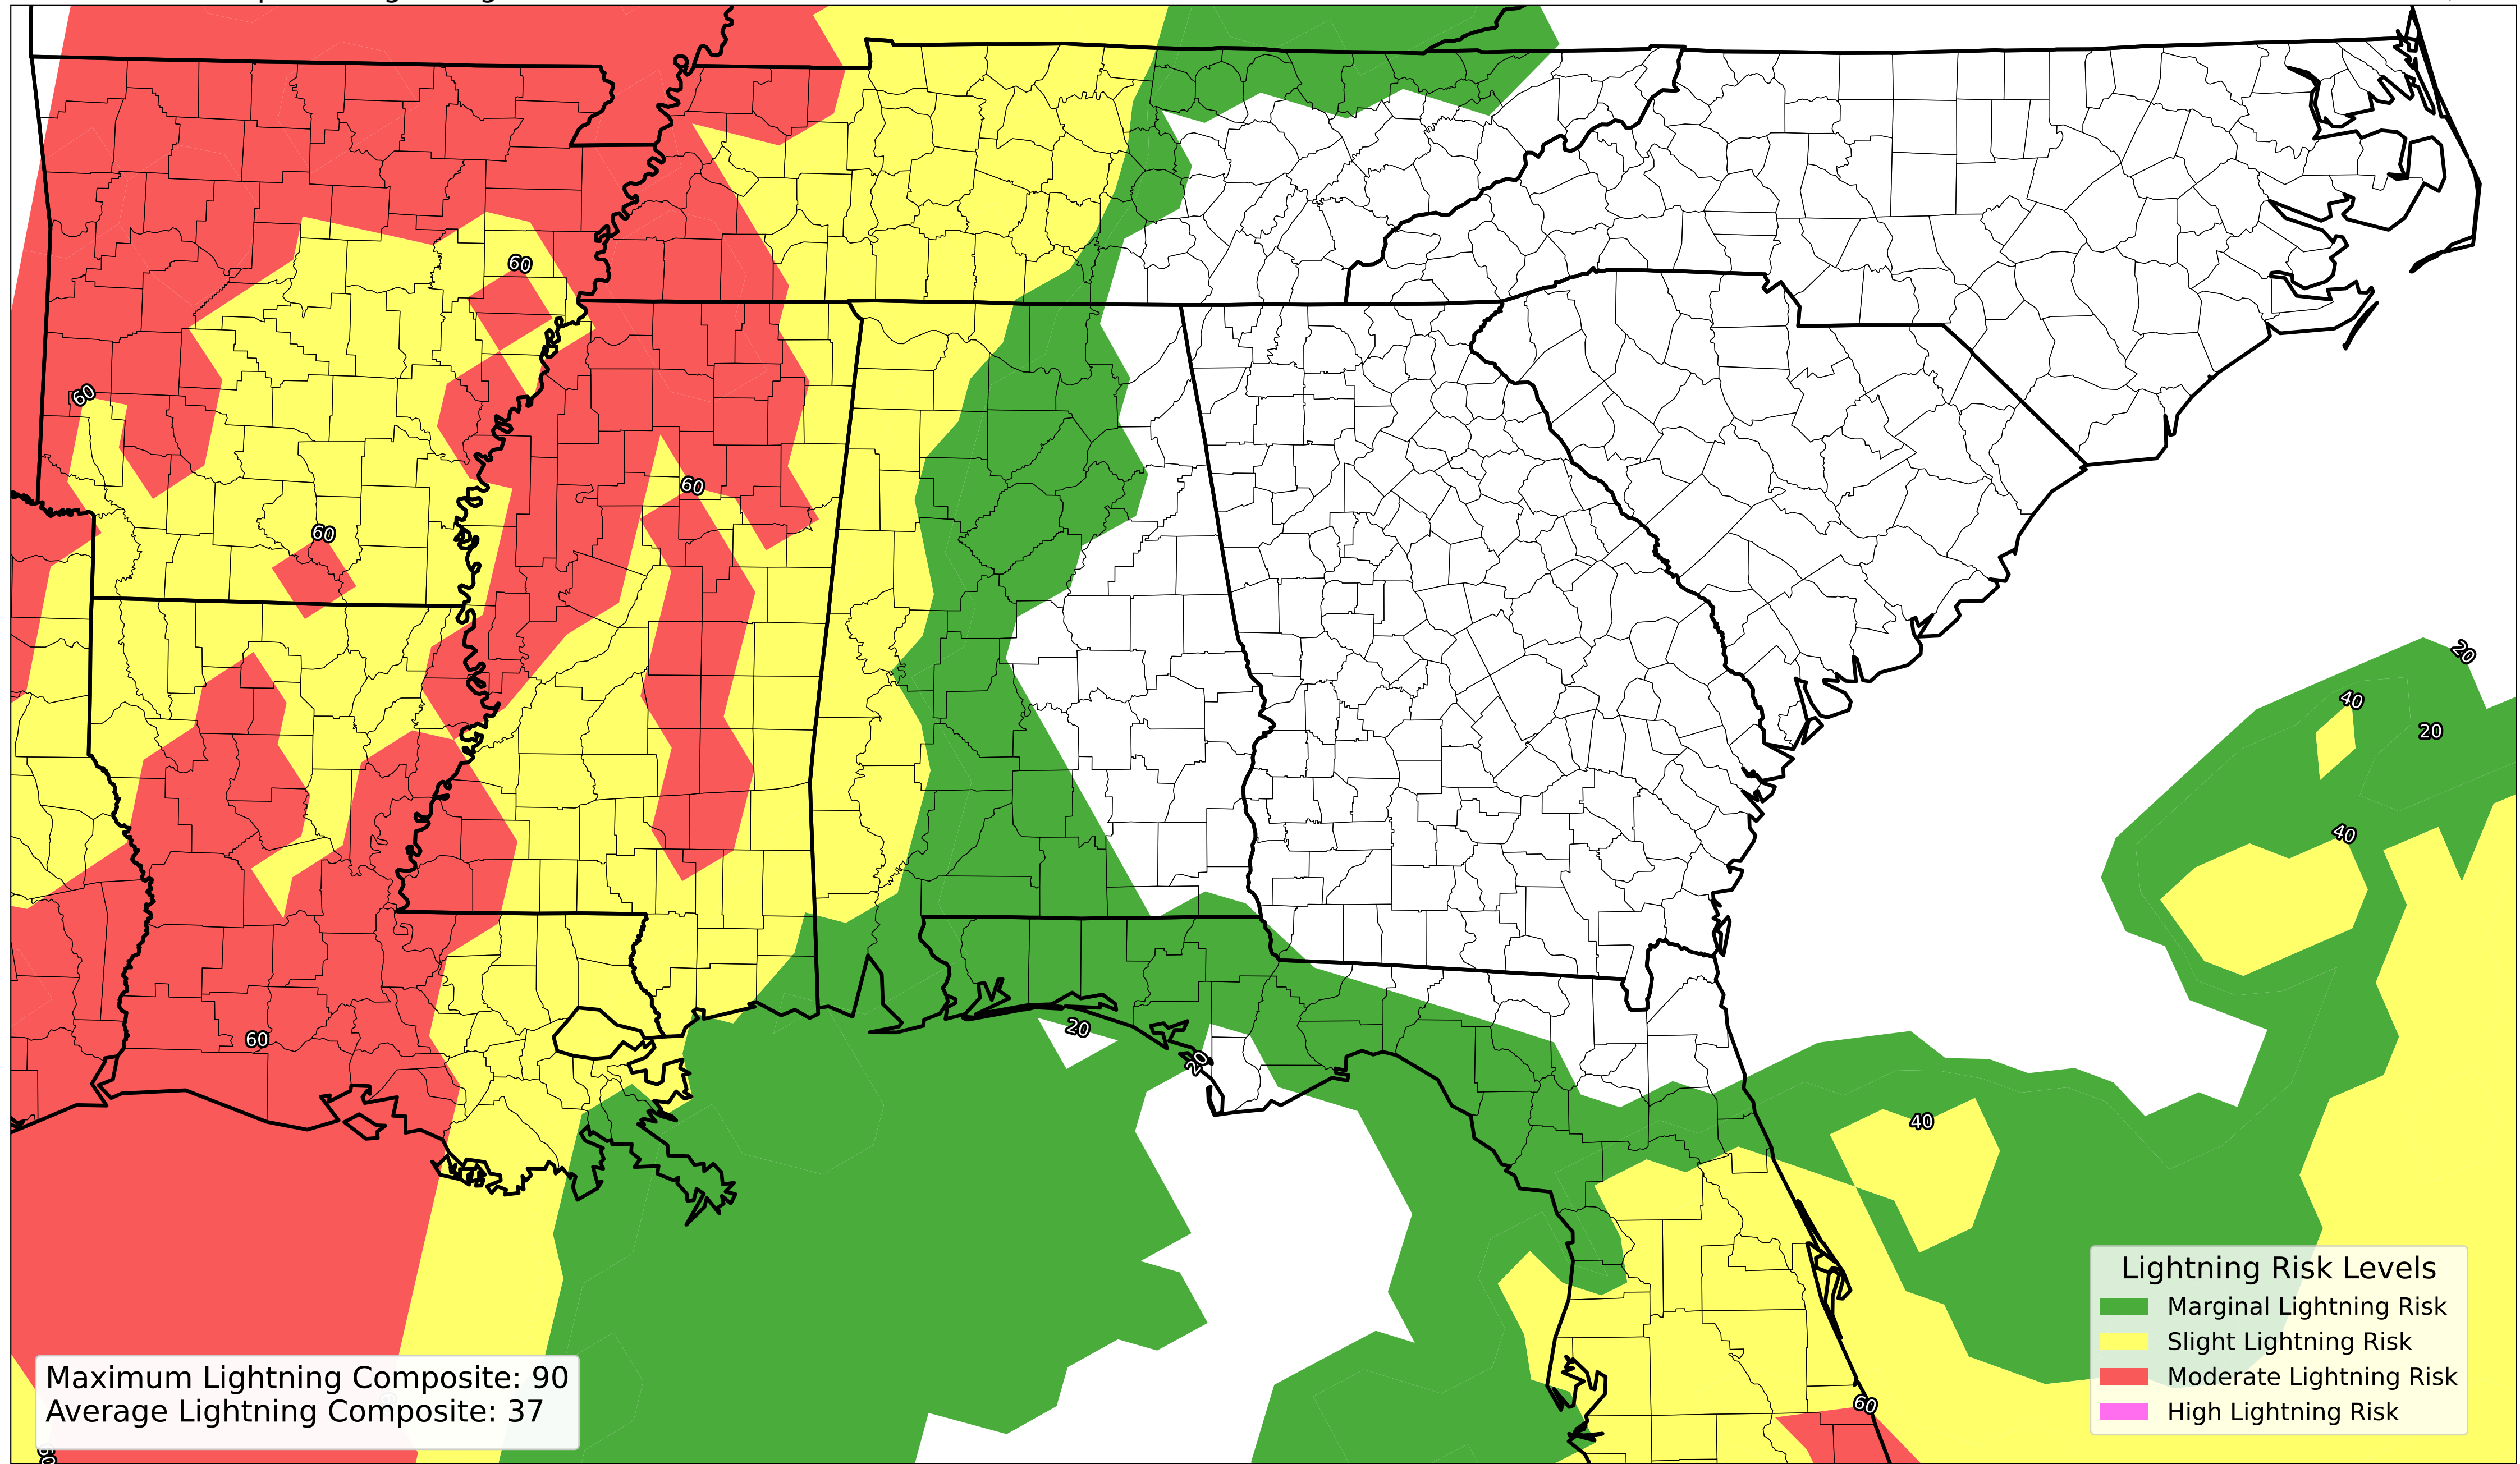 60
60
60
60
20
40
20
40
20
20
60
40
Lightning Risk Levels
Marginal Lightning Risk
Slight Lightning Risk
Moderate Lightning Risk
High Lightning Risk
Maximum Lightning Composite: 90
Average Lightning Composite: 37
60